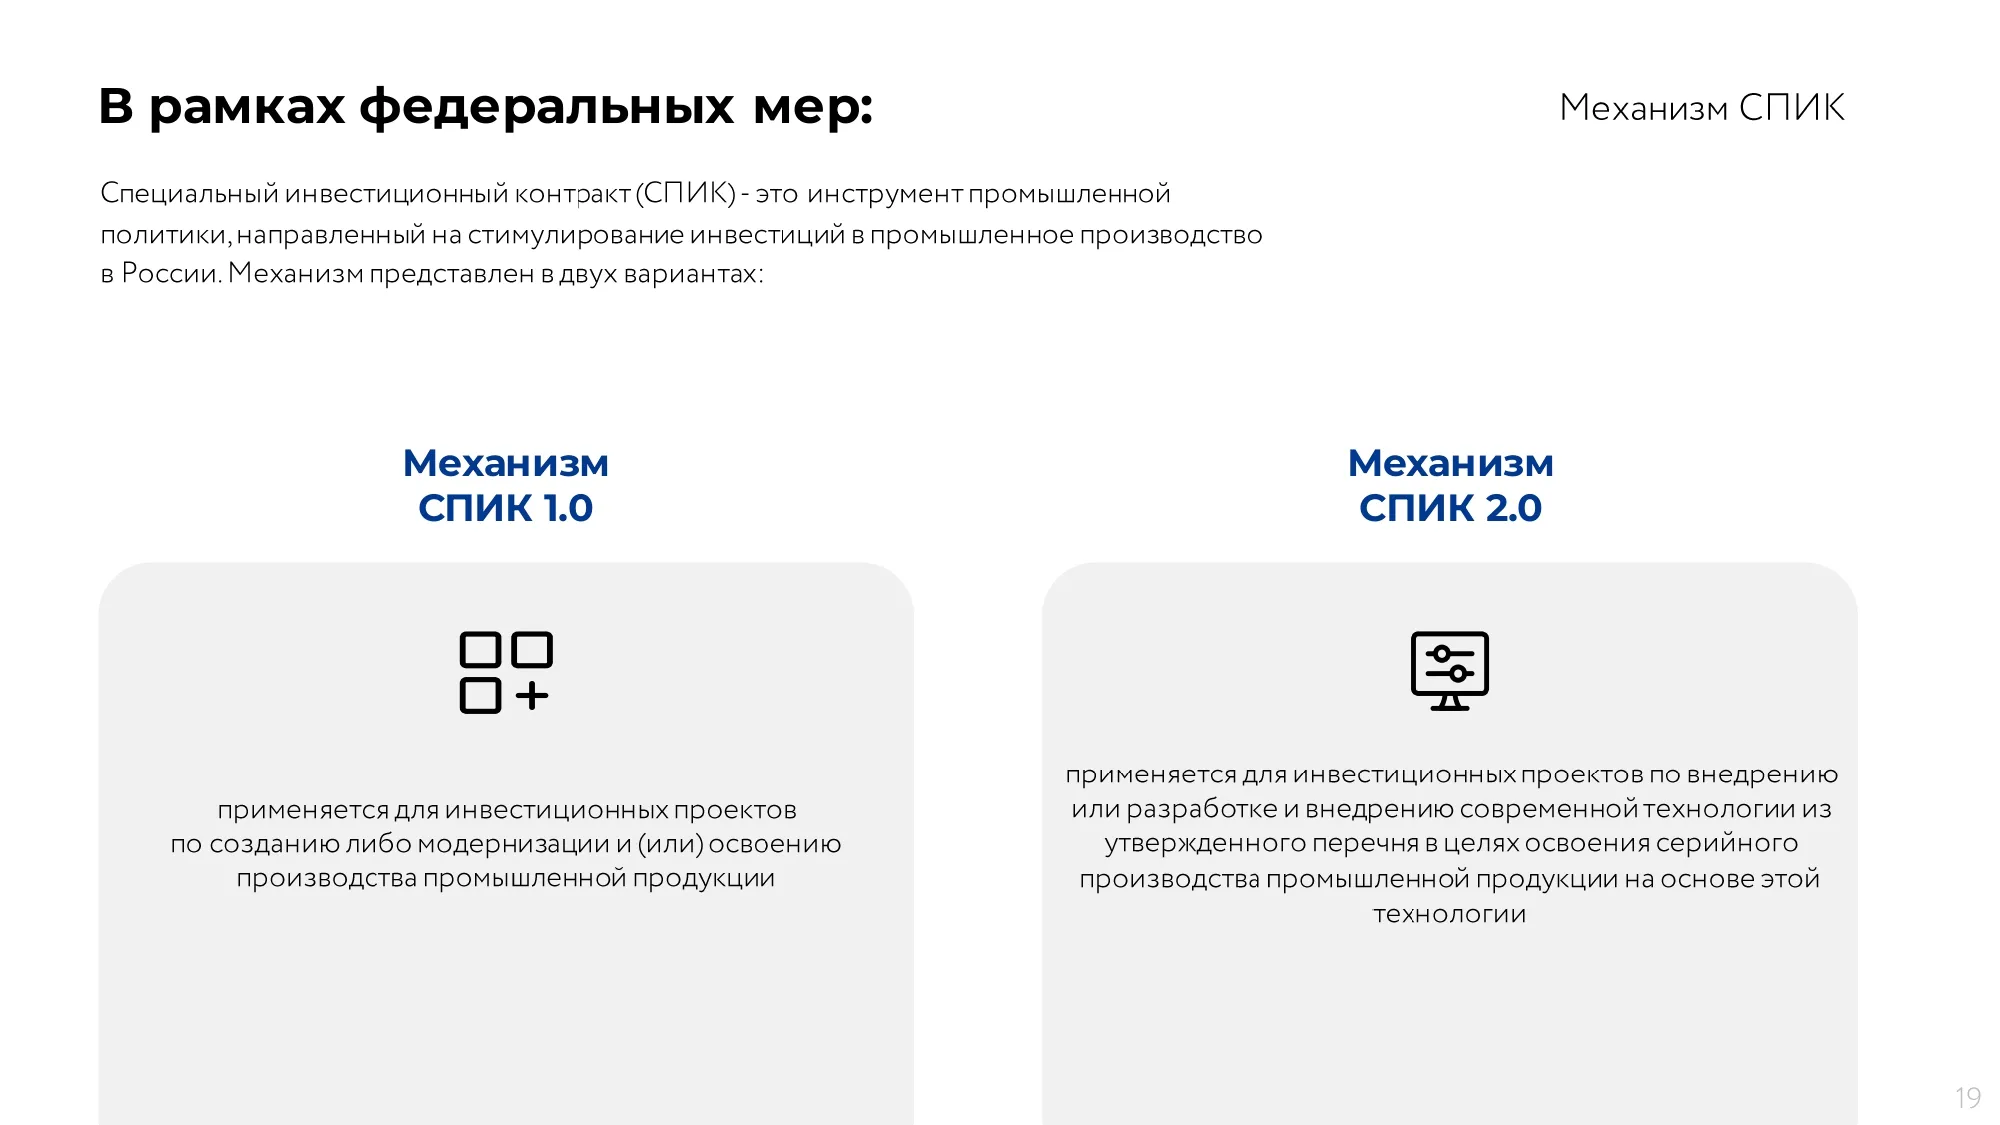 В рамках федеральных мер:
Механизм СПИК
Специальный инвестиционный контракт (СПИК) - это инструмент промышленной
политики, направленный на стимулирование инвестиций в промышленное производство
в России. Механизм представлен в двух вариантах:
Механизм
СПИК 1.0
применяется для инвестиционных проектов
по созданию либо модернизации и (или) освоению
производства промышленной продукции
Механизм
СПИК 2.0
применяется для инвестиционных проектов по внедрению
или разработке и внедрению современной технологии из
утвержденного перечня в целях освоения серийного
производства промышленной продукции на основе этой
технологии
19